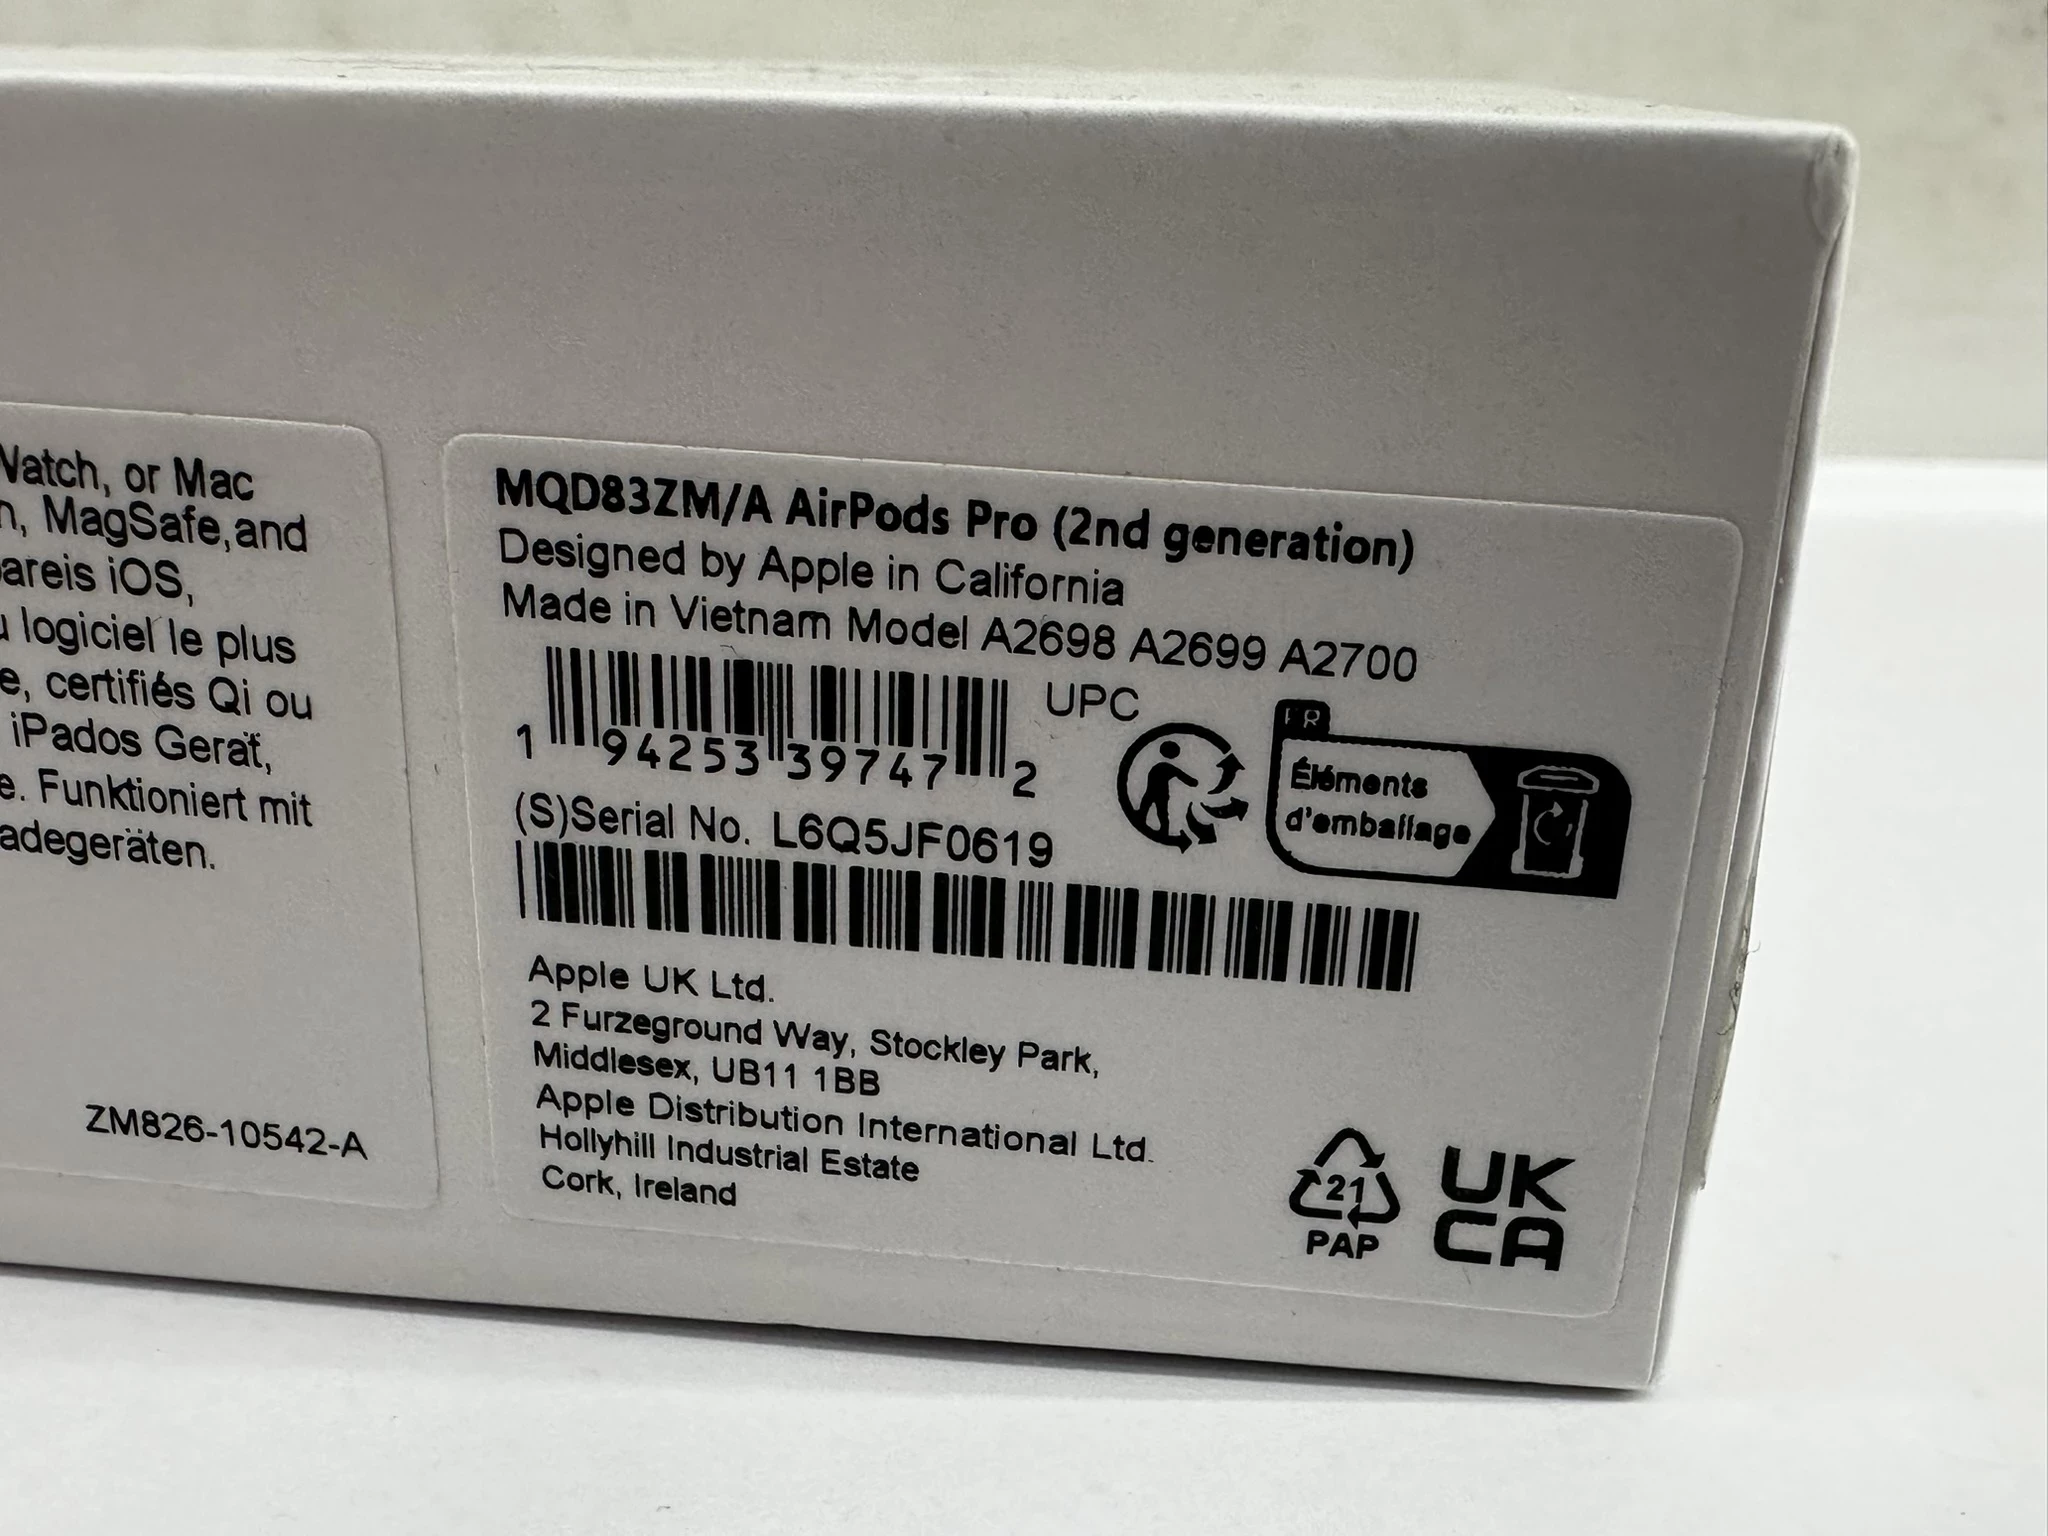 Watch, or Mac
n, MagSafe,and
areis iOS,
u logiciel le plus
e, certifiés Qi ou
iPados Gerat,
e. Funktioniert mit
adegeräten.
ZM826-10542-A
MQD83ZM/A AirPods Pro (2nd generation)
Designed by Apple in California
Made in Vietnam Model A2698 A2699 A2700
UPC
1 94253 39747 2
FR
Éléments
d'emballage
(S)Serial No. L6Q5JF0619
Apple UK Ltd.
2 Furzeground Way, Stockley Park,
Middlesex, UB11 1BB
Apple Distribution International Ltd.
Hollyhill Industrial Estate
Cork, Ireland
21
PAP
UK
CA